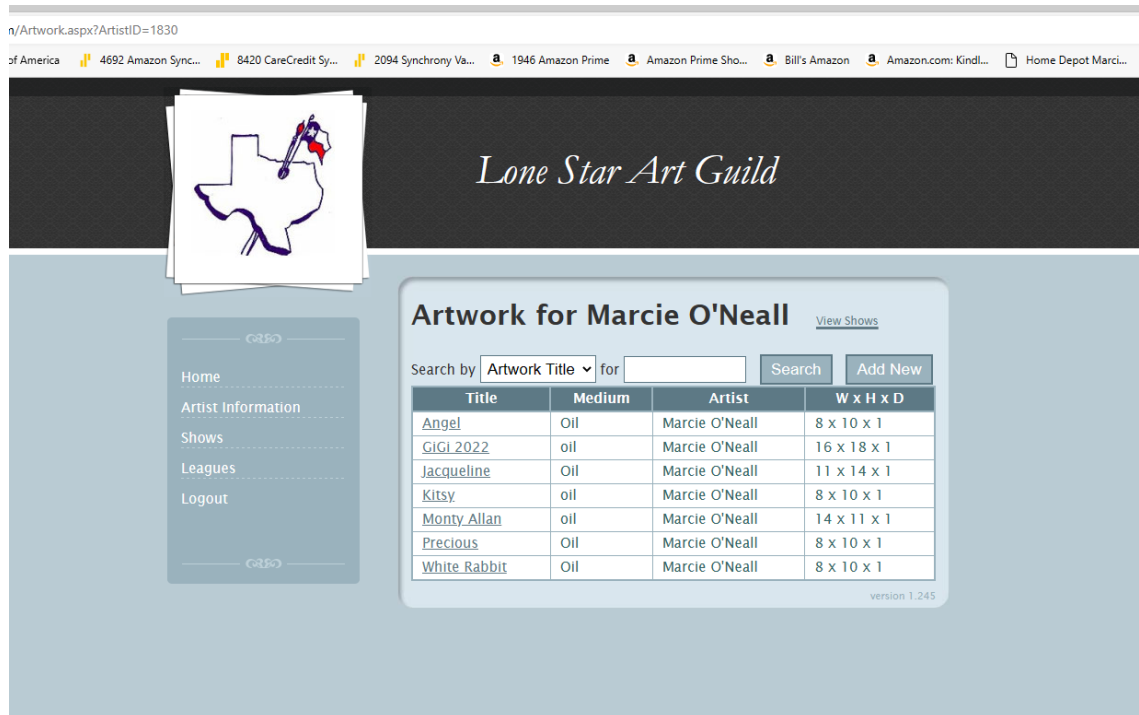 n/Artwork.aspx?ArtistID=1830
of America 4692 Amazon Sync... 8420 CareCredit Sy... 2094 Synchrony Va... 1946 Amazon Prime Amazon Prime Sho... Bill's Amazon Amazon.com: Kindl... Home Depot Marci...
Lone Star Art Guild
Home
Artist Information
Shows
Leagues
Logout
Artwork for Marcie O'Neall View Shows
Search by Artwork Title for Search Add New
Title Medium Artist W x H x D
Angel Oil Marcie O'Neall 8 x 10 x 1
GiGi 2022 oil Marcie O'Neall 16 x 18 x 1
Jacqueline Oil Marcie O'Neall 11 x 14 x 1
Kitsy oil Marcie O'Neall 8 x 10 x 1
Monty Allan oil Marcie O'Neall 14 x 11 x 1
Precious Oil Marcie O'Neall 8 x 10 x 1
White Rabbit Oil Marcie O'Neall 8 x 10 x 1
version 1.245